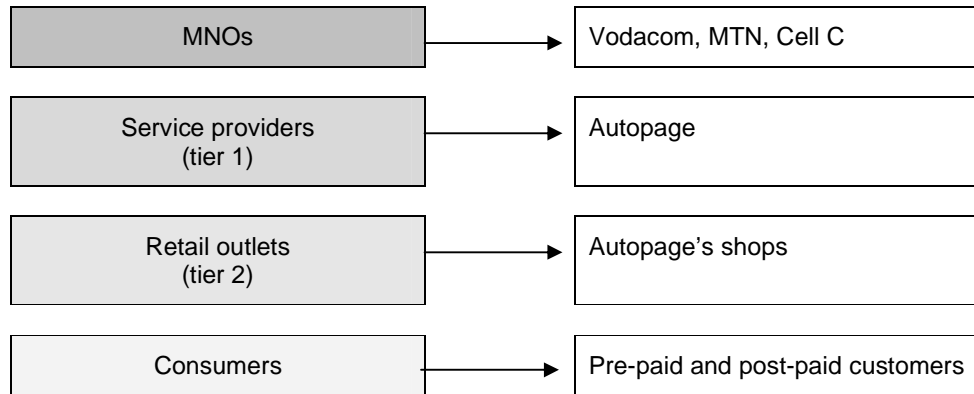 MNOs
Vodacom, MTN, Cell C
Service providers
(tier 1)
Autopage
Retail outlets
(tier 2)
Autopage's shops
Consumers
Pre-paid and post-paid customers